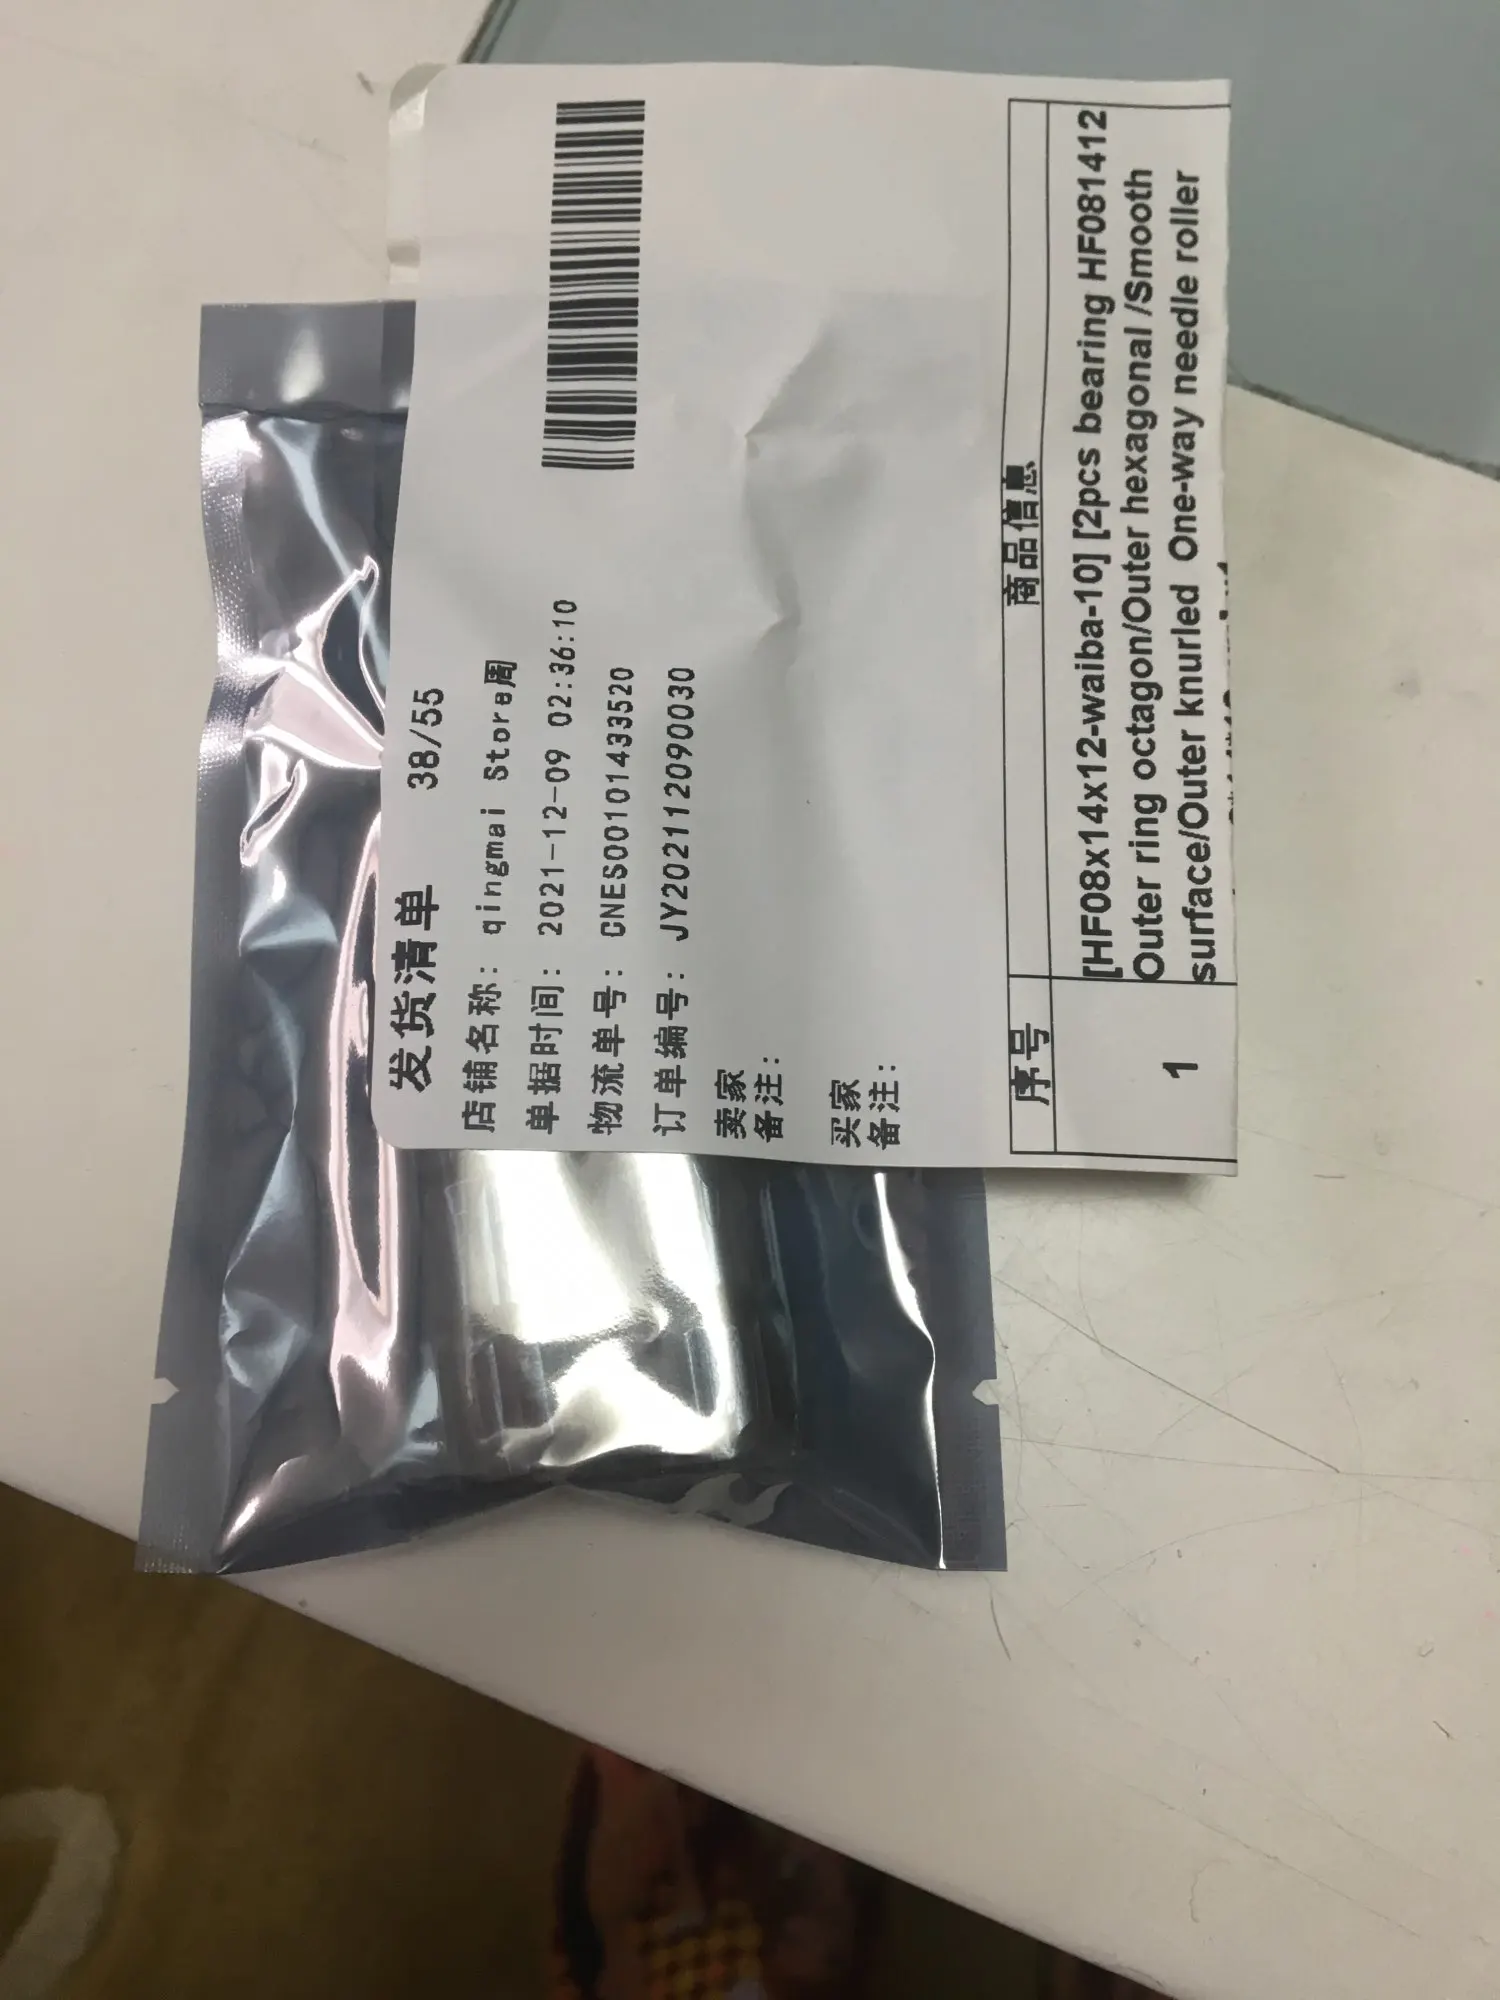 发货清单 38/55
店铺名称: qingmai Store周
单据时间: 2021-12-09 02:36:10
物流单号: CNES00101433520
订单编号: JY202112090030
卖家
备注:
买家
备注:
序号 商品信息
1
[HF08x14x12-waiba-10] [2pcs bearing HF081412
Outer ring octagon/Outer hexagonal /Smooth
surface/Outer knurled One-way needle roller